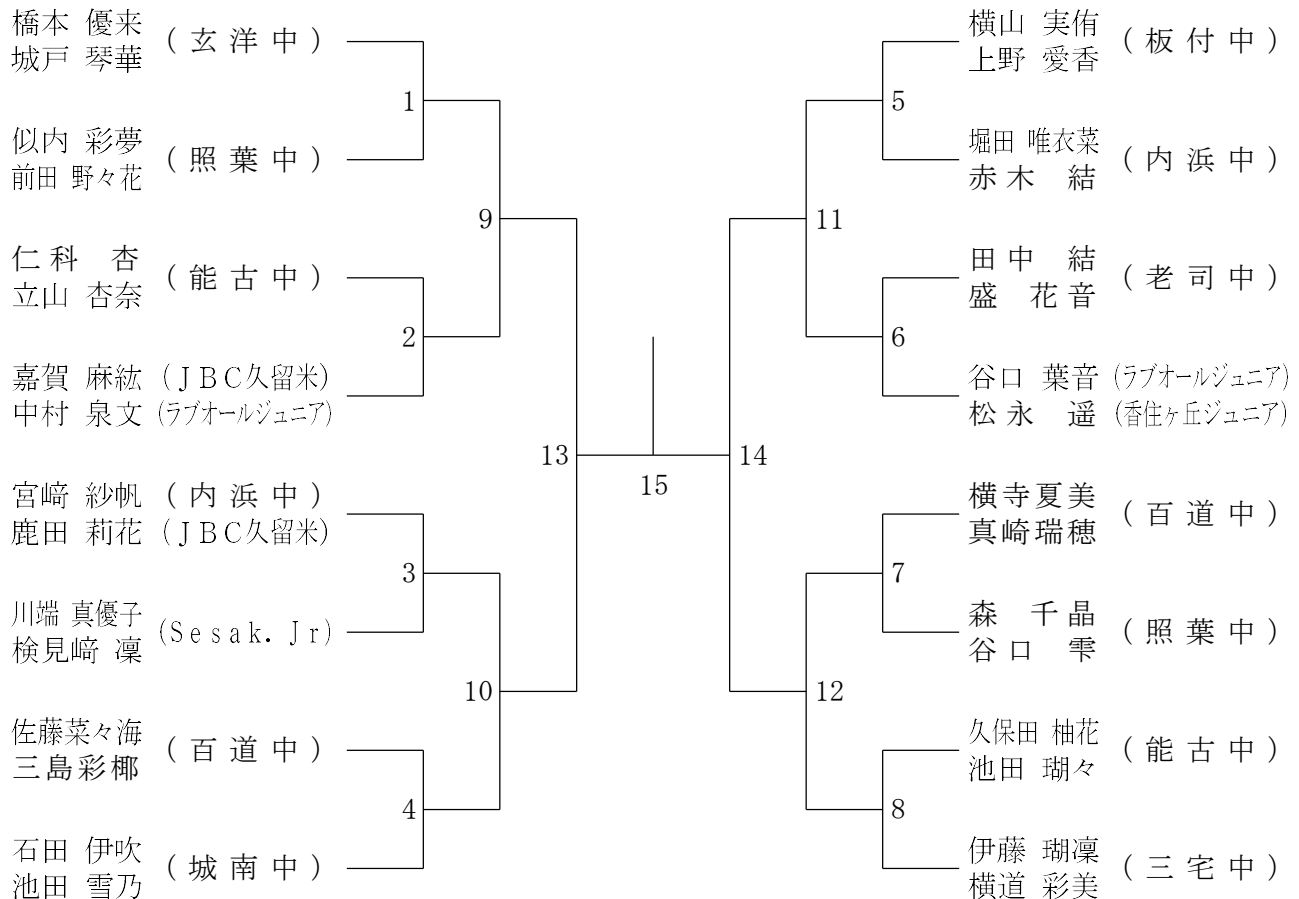 橋本 優来
城戸 琴華
(玄洋中)
1
似内 彩夢
前田 野々花
(照葉中)
9
仁科 杏
立山 杏奈
(能古中)
2
嘉賀 麻紘 (JBC久留米)
中村 泉文 (ラブオールジュニア)
13
宮﨑 紗帆 (内浜中)
鹿田 莉花 (JBC久留米)
3
川端 真優子
検見﨑 凜
(Sesak.Jr)
10
佐藤菜々海
三島彩椰
(百道中)
4
石田 伊吹
池田 雪乃
(城南中)
15
横山 実侑
上野 愛香
(板付中)
5
堀田 唯衣菜
赤木 結
(内浜中)
11
田中 結
盛 花音
(老司中)
6
谷口 葉音 (ラブオールジュニア)
松永 遥 (香住ヶ丘ジュニア)
14
横寺夏美
真崎瑞穂
(百道中)
7
森 千晶
谷口 雫
(照葉中)
12
久保田 柚花
池田 瑚々
(能古中)
8
伊藤 瑚凜
横道 彩美
(三宅中)